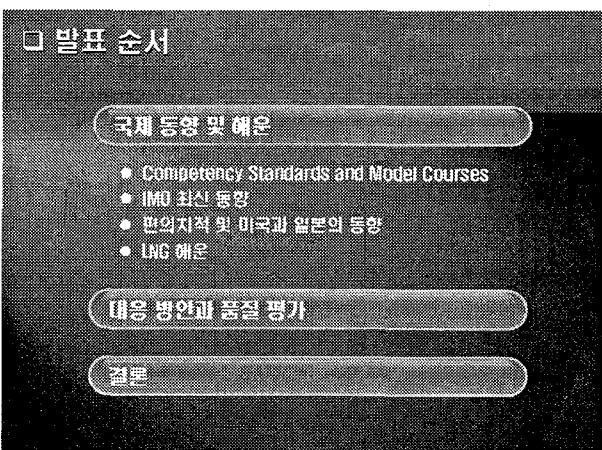 □ 발표 순서
국제 동향 및 해운
● Competency Standards and Model Courses
● IMO 최신 동향
● 편의치적 및 미국과 일본의 동향
● LNG 해운
대응 방안과 품질 평가
결론